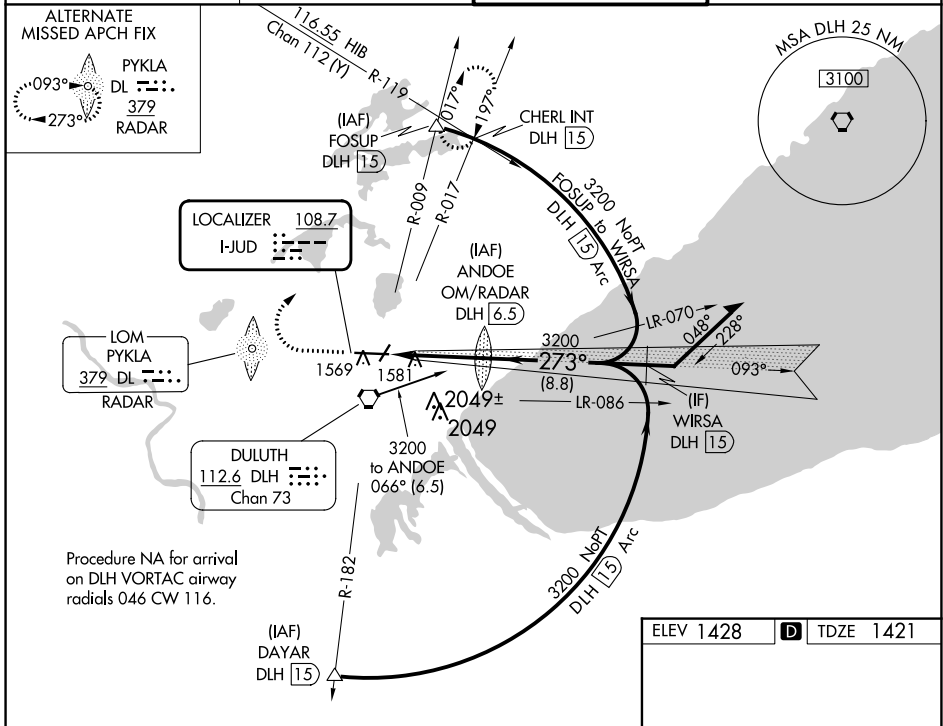 ALTERNATE
MISSED APCH FIX
PYKLA
DL
379
RADAR
093°
273°
116.55 HIB
Chan 112 (Y)
R-119
017°
197°
MSA DLH 25 NM
3100
(IAF)
FOSUP
DLH 15
CHERL INT
DLH 15
R-009
R-017
3200 NoPT
FOSUP to WIRSA
DLH 15 Arc
LOCALIZER 108.7
I-JUD
(IAF)
ANDOE
OM/RADAR
DLH 6.5
LOM
PYKLA
379 DL
RADAR
1569
1581
3200
273°
(8.8)
LR-070
048°
228°
093°
LR-086
(IF)
WIRSA
DLH 15
2049±
2049
DULUTH
112.6 DLH
Chan 73
3200
to ANDOE
066° (6.5)
Procedure NA for arrival
on DLH VORTAC airway
radials 046 CW 116.
R-182
3200 NoPT
DLH 15 Arc
(IAF)
DAYAR
DLH 15
ELEV 1428 D TDZE 1421